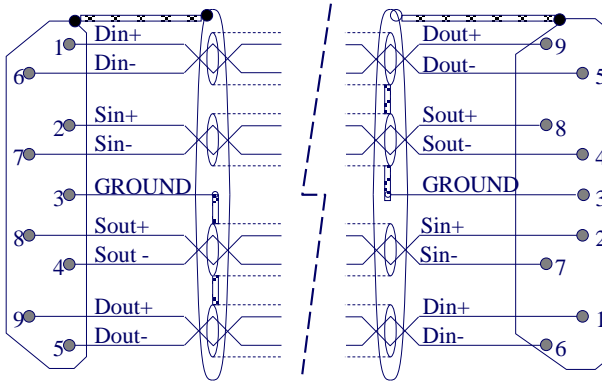 1 Din+ Dout+ 9
6 Din- Dout- 5
2 Sin+ Sout+ 8
7 Sin- Sout- 4
3 GROUND GROUND 3
8 Sout+ Sin+ 2
4 Sout - Sin- 7
9 Dout+ Din+ 1
5 Dout- Din- 6